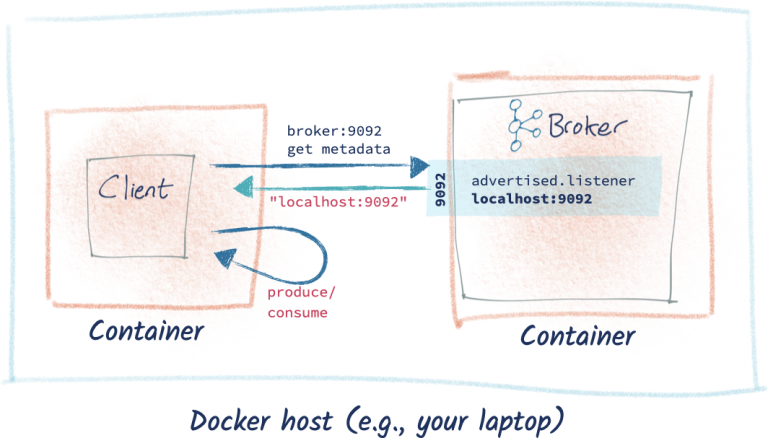 broker:9092
get metadata
Broker
Client
9092
advertised.listener
localhost:9092
"localhost:9092"
produce/
consume
Container
Container
Docker host (e.g., your laptop)